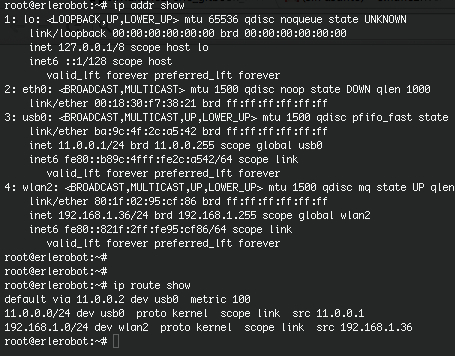 root@erlerobot:~# ip addr show
1: lo: <LOOPBACK,UP,LOWER_UP> mtu 65536 qdisc noqueue state UNKNOWN
link/loopback 00:00:00:00:00:00 brd 00:00:00:00:00:00
inet 127.0.0.1/8 scope host lo
inet6 ::1/128 scope host
valid_lft forever preferred_lft forever
2: eth0: <BROADCAST,MULTICAST> mtu 1500 qdisc noop state DOWN qlen 1000
link/ether 00:18:30:f7:38:21 brd ff:ff:ff:ff:ff:ff
3: usb0: <BROADCAST,MULTICAST,UP,LOWER_UP> mtu 1500 qdisc pfifo_fast state
link/ether ba:9c:4f:2c:a5:42 brd ff:ff:ff:ff:ff:ff
inet 11.0.0.1/24 brd 11.0.0.255 scope global usb0
inet6 fe80::b89c:4fff:fe2c:a542/64 scope link
valid_lft forever preferred_lft forever
4: wlan2: <BROADCAST,MULTICAST,UP,LOWER_UP> mtu 1500 qdisc mq state UP qlen
link/ether 80:1f:02:95:cf:86 brd ff:ff:ff:ff:ff:ff
inet 192.168.1.36/24 brd 192.168.1.255 scope global wlan2
inet6 fe80::821f:2ff:fe95:cf86/64 scope link
valid_lft forever preferred_lft forever
root@erlerobot:~#
root@erlerobot:~#
root@erlerobot:~# ip route show
default via 11.0.0.2 dev usb0 metric 100
11.0.0.0/24 dev usb0 proto kernel scope link src 11.0.0.1
192.168.1.0/24 dev wlan2 proto kernel scope link src 192.168.1.36
root@erlerobot:~#